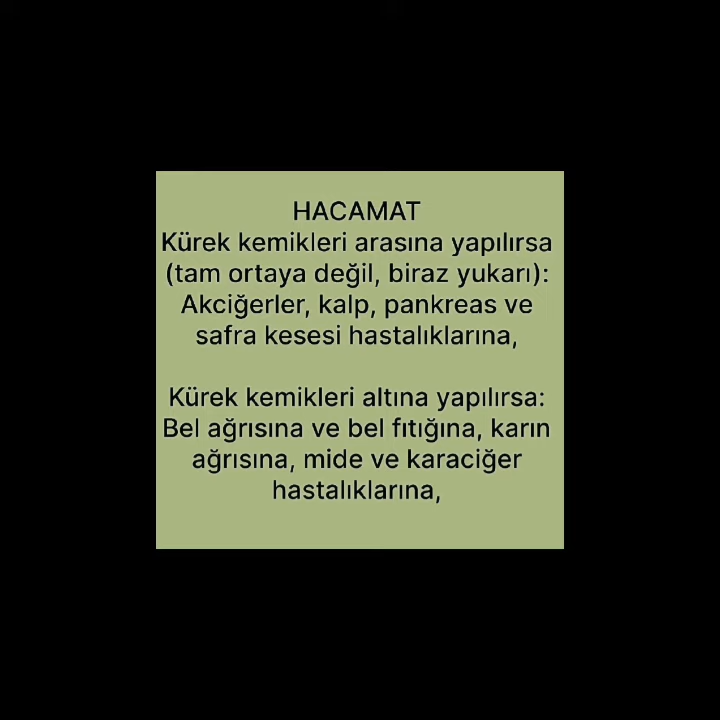 HACAMAT
Kürek kemikleri arasına yapılırsa
(tam ortaya değil, biraz yukarı):
Akciğerler, kalp, pankreas ve
safra kesesi hastalıklarına,
Kürek kemikleri altına yapılırsa:
Bel ağrısına ve bel fıtığına, karın
ağrısına, mide ve karaciğer
hastalıklarına,